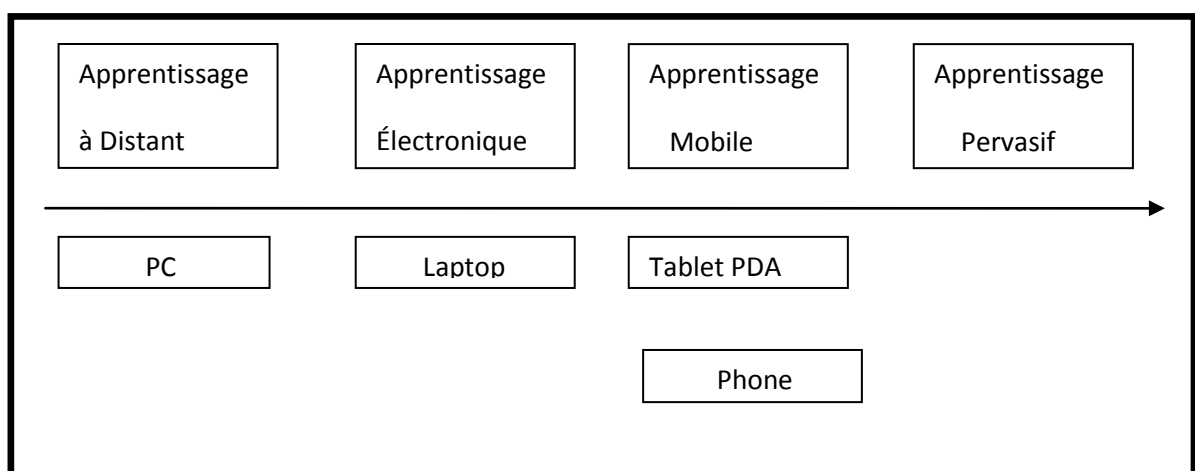 Apprentissage
à Distant
Apprentissage
Électronique
Apprentissage
Mobile
Apprentissage
Pervasif
PC
Laptop
Tablet PDA
Phone